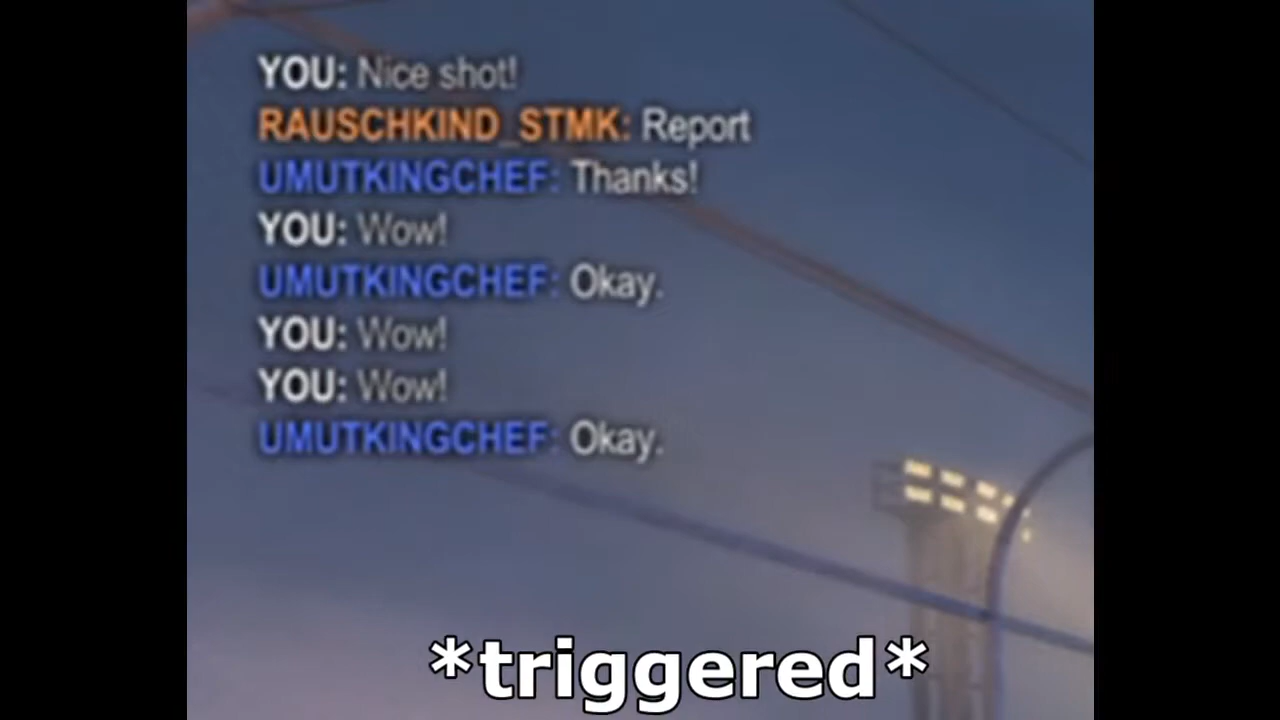 YOU: Nice shot!
RAUSCHKIND_STMK: Report
UMUTKINGCHEF: Thanks!
YOU: Wow!
UMUTKINGCHEF: Okay.
YOU: Wow!
YOU: Wow!
UMUTKINGCHEF: Okay.
*triggered*